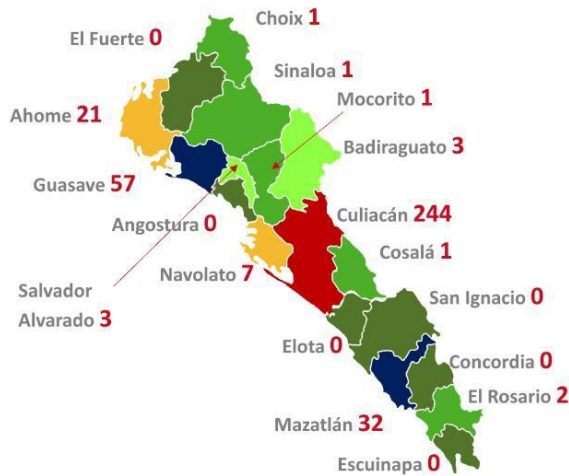 Choix 1
El Fuerte 0
Sinaloa 1
Mocorito 1
Ahome 21
Badiraguato 3
Guasave 57
Angostura 0
Culiacán 244
Navolato 7
Cosalá 1
Salvador
Alvarado 3
San Ignacio 0
Elota 0
Concordia 0
El Rosario 2
Mazatlán 32
Escuinapa 0